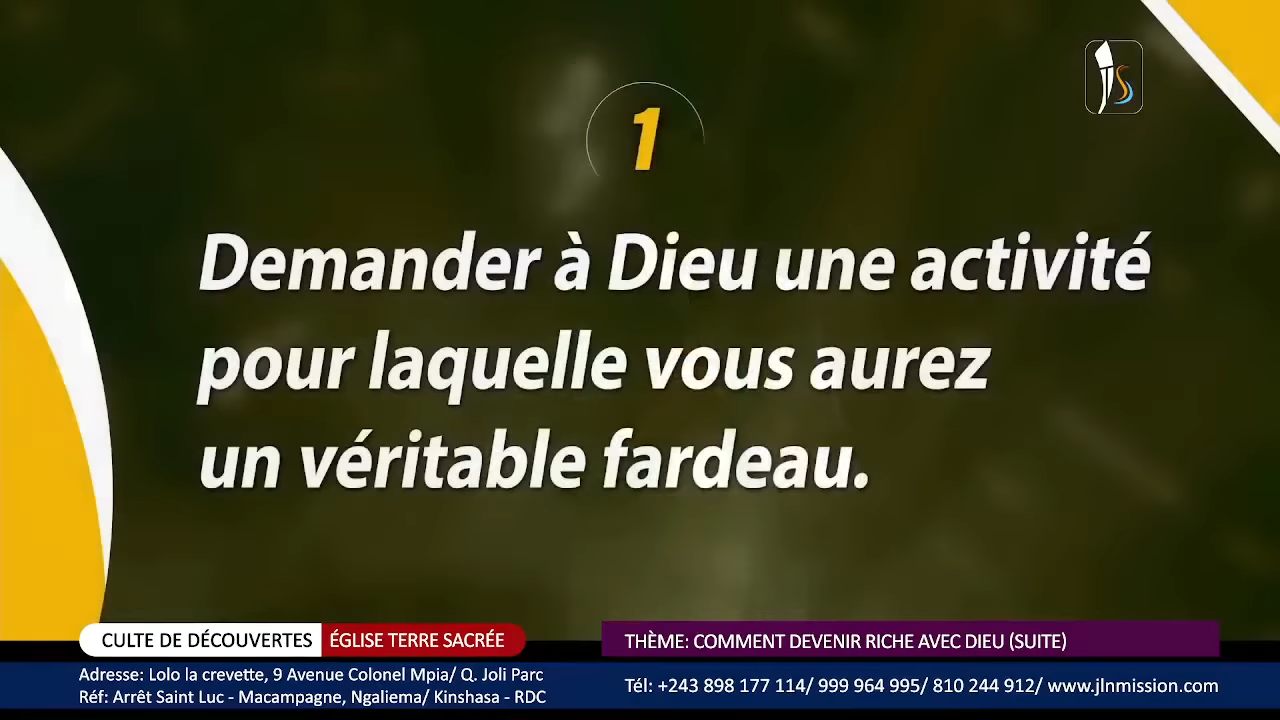 JS
1
Demander à Dieu une activité
pour laquelle vous aurez
un véritable fardeau.
CULTE DE DÉCOUVERTES ÉGLISE TERRE SACRÉE
THÈME: COMMENT DEVENIR RICHE AVEC DIEU (SUITE)
Adresse: Lolo la crevette, 9 Avenue Colonel Mpia/ Q. Joli Parc
Réf: Arrêt Saint Luc - Macampagne, Ngaliema/ Kinshasa - RDC
Tél: +243 898 177 114/ 999 964 995/ 810 244 912/ www.jlnmission.com